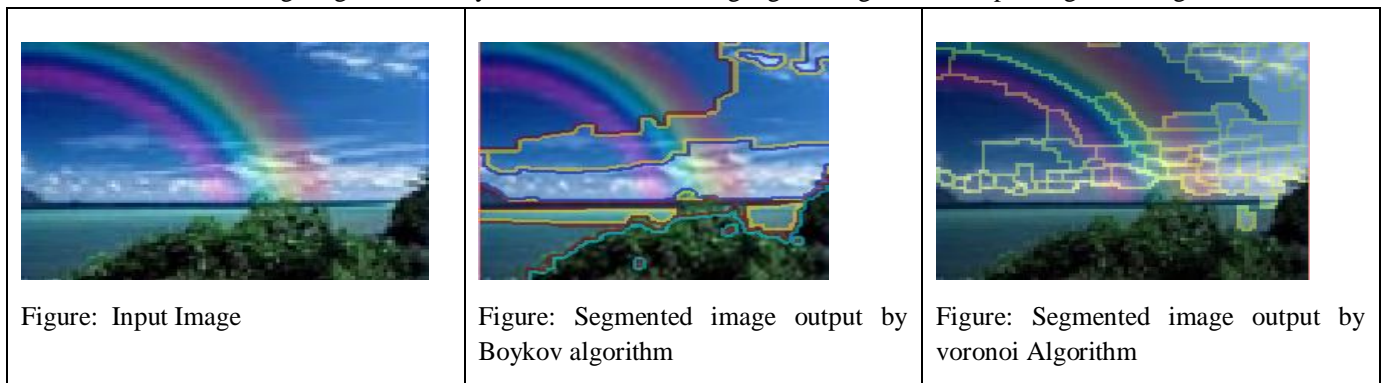 Figure: Input Image
Figure: Segmented image output by
Boykov algorithm
Figure: Segmented image output by
voronoi Algorithm